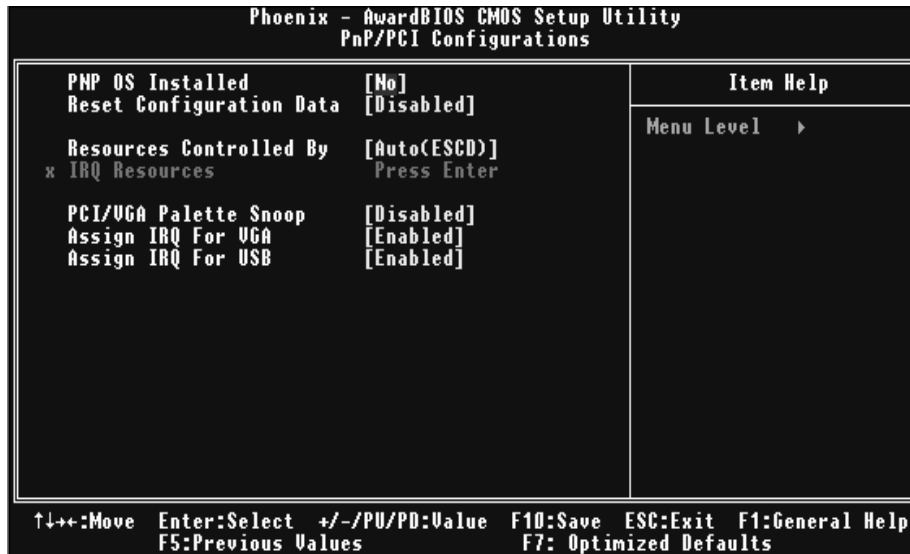 Phoenix - AwardBIOS CMOS Setup Utility
PnP/PCI Configurations
PNP OS Installed [No]
Reset Configuration Data [Disabled]
Resources Controlled By [Auto(ESCD)]
x IRQ Resources Press Enter
PCI/VGA Palette Snoop [Disabled]
Assign IRQ For VGA [Enabled]
Assign IRQ For USB [Enabled]
Item Help
Menu Level ▸
↑↓→←:Move Enter:Select +/-/PU/PD:Value F10:Save ESC:Exit F1:General Help
F5:Previous Values F7: Optimized Defaults